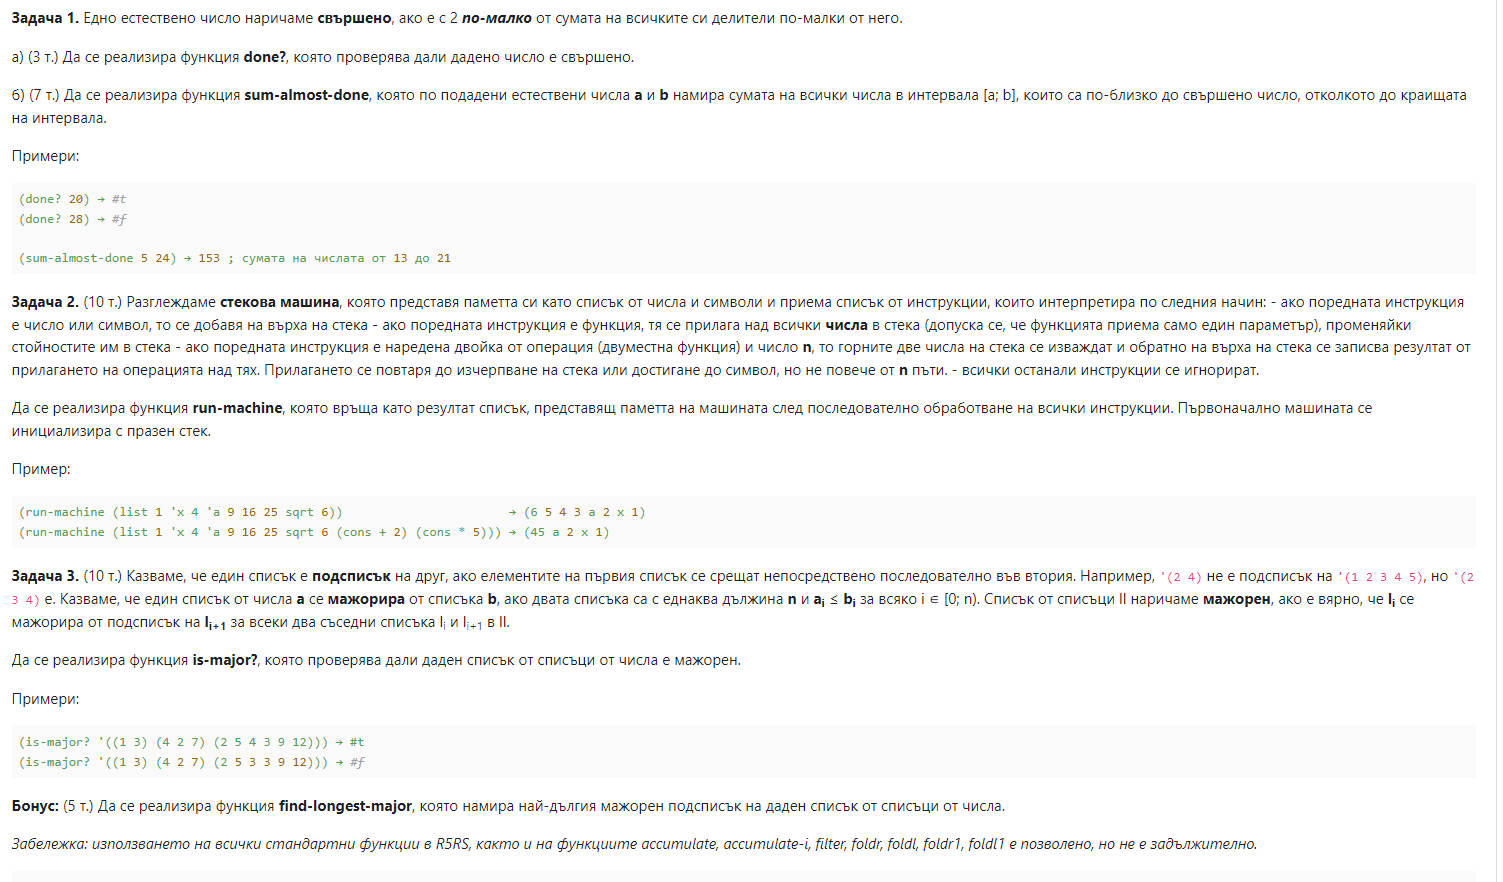 Задача 1. Едно естествено число наричаме свършено, ако е с 2 по-малко от сумата на всичките си делители по-малки от него.
а) (3 т.) Да се реализира функция done?, която проверява дали дадено число е свършено.
б) (7 т.) Да се реализира функция sum-almost-done, която по подадени естествени числа a и b намира сумата на всички числа в интервала [a; b], които са по-близко до свършено число, отколкото до краищата
на интервала.
Примери:
(done? 20) → #t
(done? 28) → #f
(sum-almost-done 5 24) → 153 ; сумата на числата от 13 до 21
Задача 2. (10 т.) Разглеждаме стекова машина, която представя паметта си като списък от числа и символи и приема списък от инструкции, които интерпретира по следния начин: - ако поредната инструкция
е число или символ, то се добавя на върха на стека - ако поредната инструкция е функция, тя се прилага над всички числа в стека (допуска се, че функцията приема само един параметър), променяйки
стойностите им в стека - ако поредната инструкция е наредена двойка от операция (двуместна функция) и число n, то горните две числа на стека се изваждат и обратно на върха на стека се записва резултат от
прилагането на операцията над тях. Прилагането се повтаря до изчерпване на стека или достигане до символ, но не повече от n пъти. - всички останали инструкции се игнорират.
Да се реализира функция run-machine, която връща като резултат списък, представящ паметта на машината след последователно обработване на всички инструкции. Първоначално машината се
инициализира с празен стек.
Пример:
(run-machine (list 1 'x 4 'a 9 16 25 sqrt 6)) → (6 5 4 3 a 2 x 1)
(run-machine (list 1 'x 4 'a 9 16 25 sqrt 6 (cons + 2) (cons * 5))) → (45 a 2 x 1)
Задача 3. (10 т.) Казваме, че един списък е подсписък на друг, ако елементите на първия списък се срещат непосредствено последователно във втория. Например, '(2 4) не е подсписък на '(1 2 3 4 5), но '(2
3 4) е. Казваме, че един списък от числа a се мажорира от списъка b, ако двата списъка са с еднаква дължина n и ai ≤ bi за всяко i ∈ [0; n). Списък от списъци ll наричаме мажорен, ако е вярно, че li се
мажорира от подсписък на li+1 за всеки два съседни списъка li и li+1 в ll.
Да се реализира функция is-major?, която проверява дали даден списък от списъци от числа е мажорен.
Примери:
(is-major? '((1 3) (4 2 7) (2 5 4 3 9 12))) → #t
(is-major? '((1 3) (4 2 7) (2 5 3 3 9 12))) → #f
Бонус: (5 т.) Да се реализира функция find-longest-major, която намира най-дългия мажорен подсписък на даден списък от списъци от числа.
Забележка: използването на всички стандартни функции в R5RS, както и на функциите accumulate, accumulate-i, filter, foldr, foldl, foldr1, foldl1 е позволено, но не е задължително.